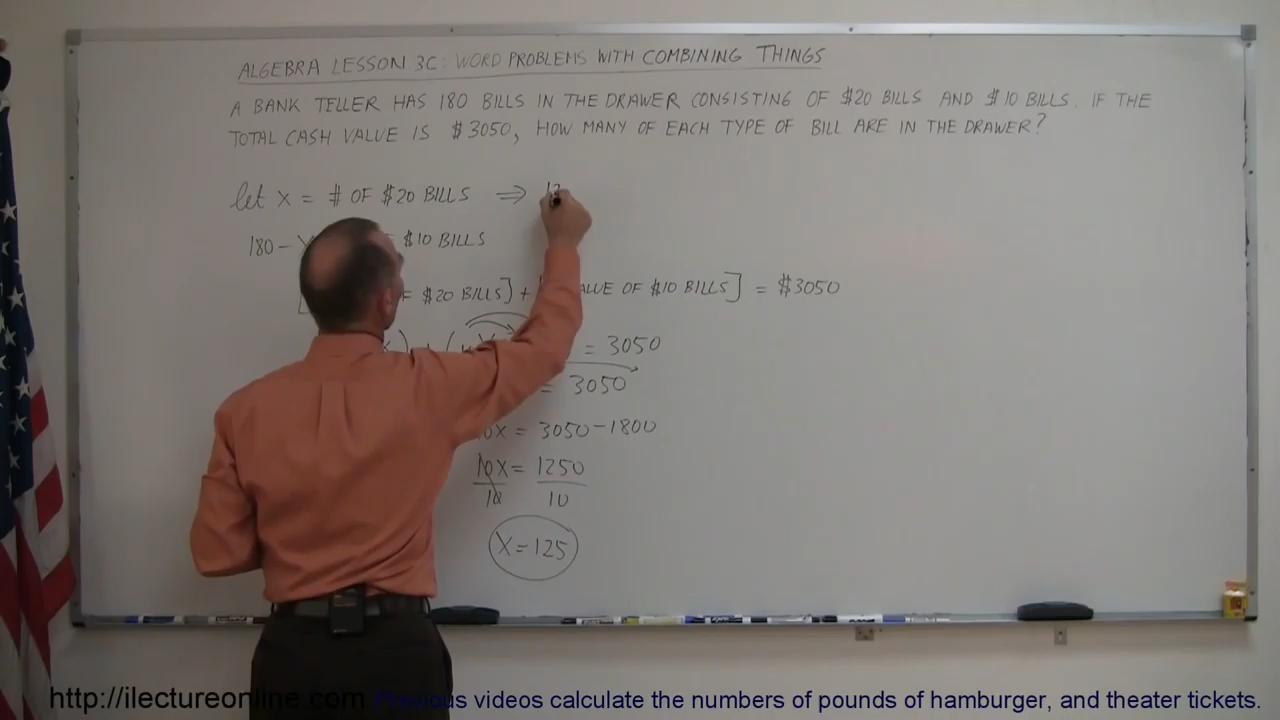 ALGEBRA LESSON 3C: WORD PROBLEMS WITH COMBINING THINGS
A BANK TELLER HAS 180 BILLS IN THE DRAWER CONSISTING OF $20 BILLS AND $10 BILLS. IF THE
TOTAL CASH VALUE IS $3050, HOW MANY OF EACH TYPE OF BILL ARE IN THE DRAWER?
let X = # OF $20 BILLS ⇒ 12
180 - $10 BILLS
$20 BILLS] + OF $10 BILLS] = $3050
= 3050
= 3050
= 3050 - 1800
10X = 1250
10 10
X = 125
http://ilectureonline.com Previous videos calculate the numbers of pounds of hamburger, and theater tickets.